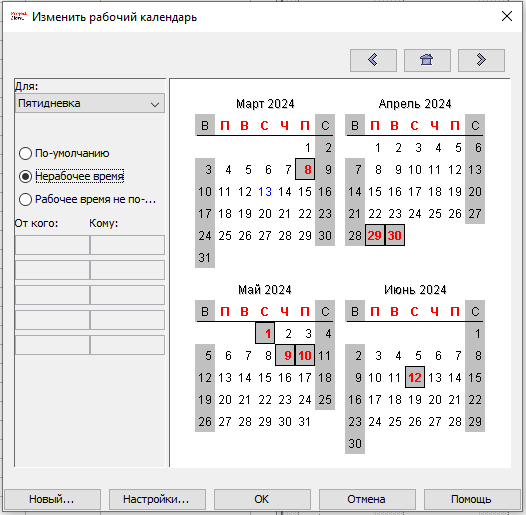 Изменить рабочий календарь
Для:
Пятидневка
По-умолчанию
Нерабочее время
Рабочее время не по-...
От кого: Кому:
Март 2024
В П В С Ч П С
1 2
3 4 5 6 7 8 9
10 11 12 13 14 15 16
17 18 19 20 21 22 23
24 25 26 27 28 29 30
31
Апрель 2024
В П В С Ч П С
1 2 3 4 5 6
7 8 9 10 11 12 13
14 15 16 17 18 19 20
21 22 23 24 25 26 27
28 29 30
Май 2024
В П В С Ч П С
1 2 3 4
5 6 7 8 9 10 11
12 13 14 15 16 17 18
19 20 21 22 23 24 25
26 27 28 29 30 31
Июнь 2024
В П В С Ч П С
1
2 3 4 5 6 7 8
9 10 11 12 13 14 15
16 17 18 19 20 21 22
23 24 25 26 27 28 29
30
Новый... Настройки... OK Отмена Помощь